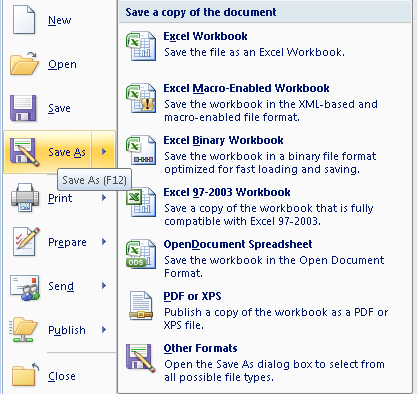 New
Open
Save
Save As
Save As (F12)
Print
Prepare
Send
Publish
Close
Save a copy of the document
Excel Workbook
Save the file as an Excel Workbook.
Excel Macro-Enabled Workbook
Save the workbook in the XML-based and
macro-enabled file format.
Excel Binary Workbook
Save the workbook in a binary file format
optimized for fast loading and saving.
Excel 97-2003 Workbook
Save a copy of the workbook that is fully
compatible with Excel 97-2003.
OpenDocument Spreadsheet
Save the workbook in the Open Document
Format.
ODS
PDF or XPS
Publish a copy of the workbook as a PDF or
XPS file.
Other Formats
Open the Save As dialog box to select from
all possible file types.